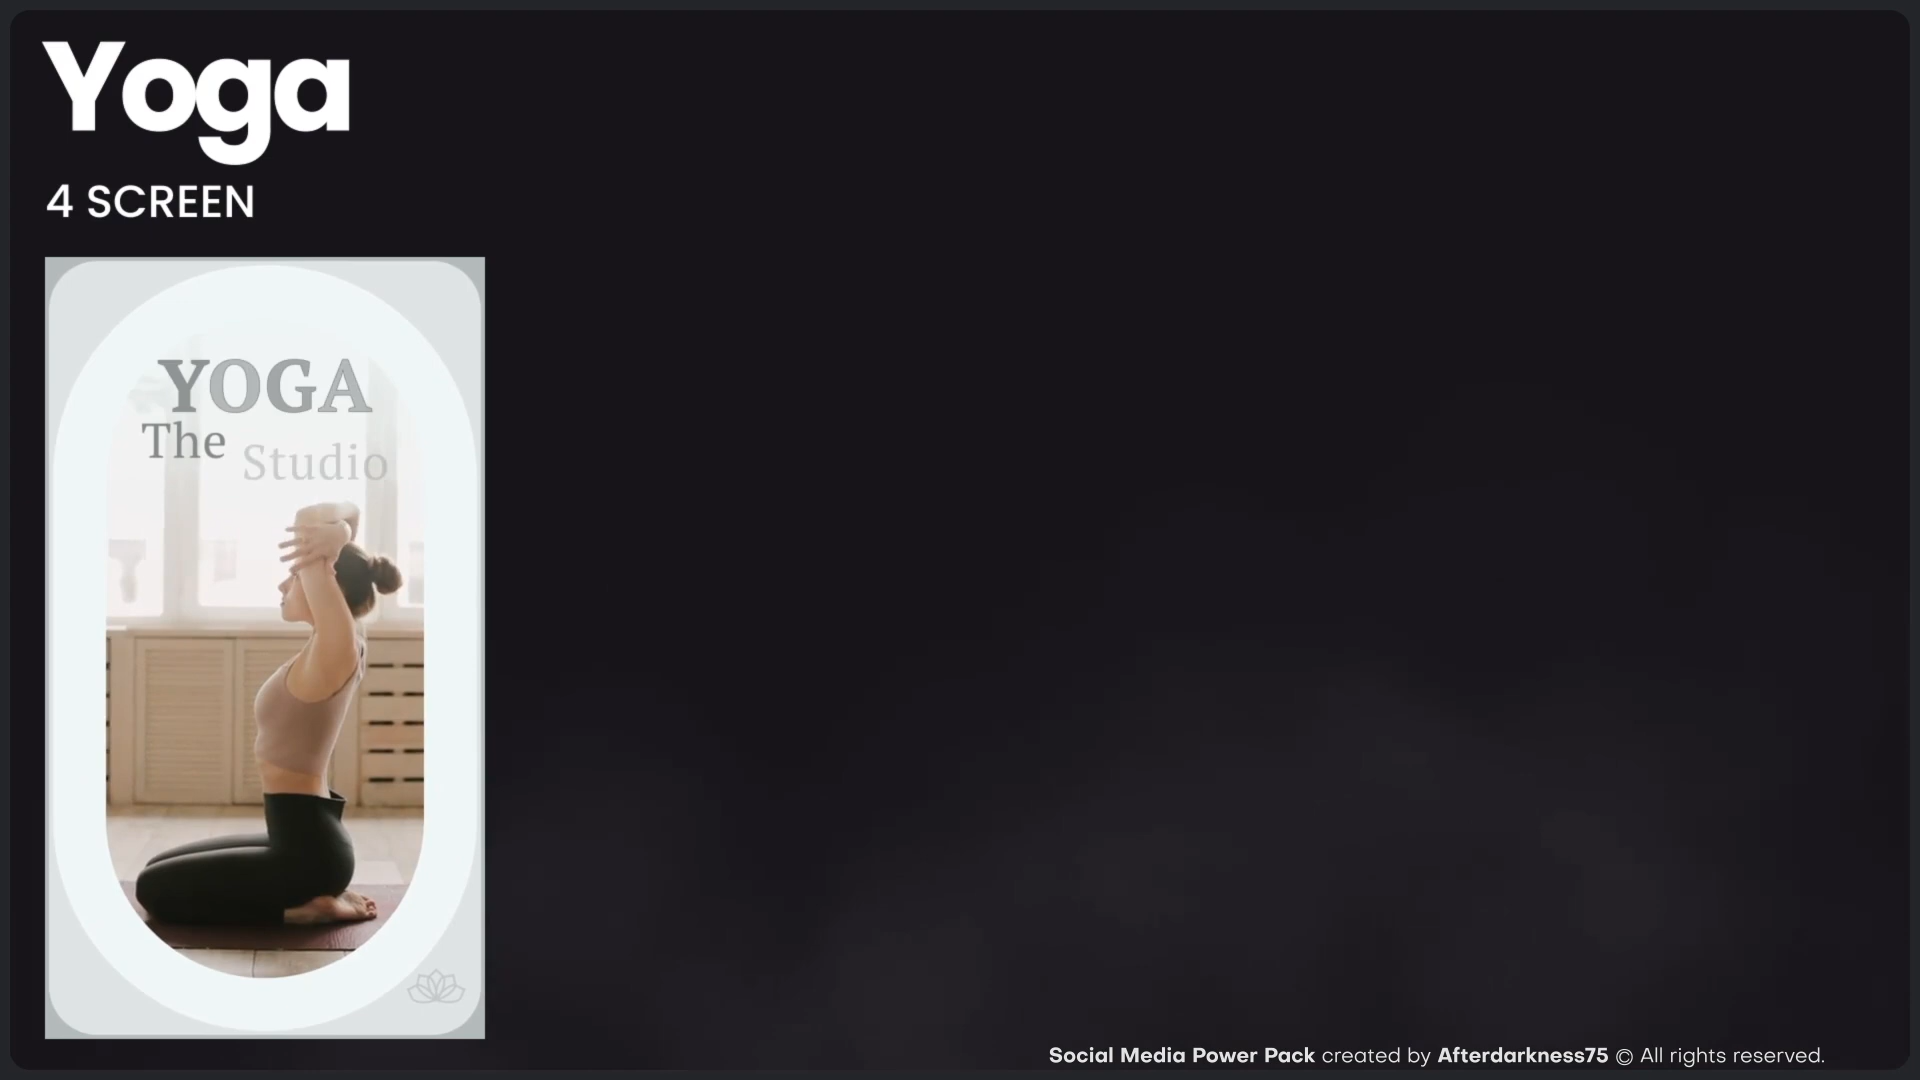 Yoga
4 SCREEN
YOGA
The Studio
Social Media Power Pack created by Afterdarkness75 © All rights reserved.